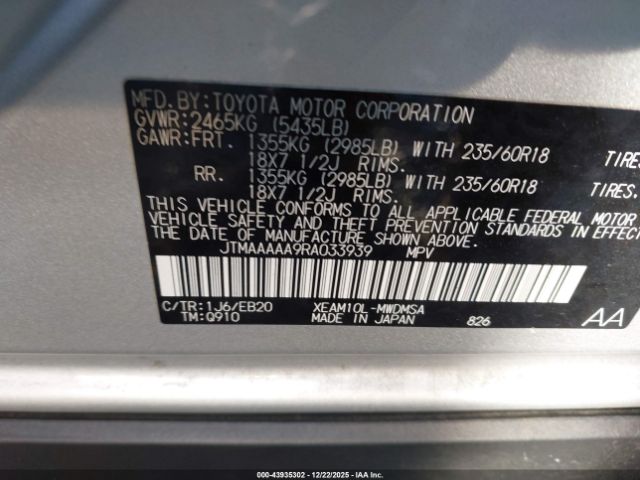 MFD. BY: TOYOTA MOTOR CORPORATION
GVWR: 2465KG (5435LB)
GAWR: FRT. 1355KG (2985LB) WITH 235/60R18 TIRES
18X7 1/2J RIMS.
RR. 1355KG (2985LB) WITH 235/60R18 TIRES,
18X7 1/2J RIMS.
THIS VEHICLE CONFORMS TO ALL APPLICABLE FEDERAL MOTOR
VEHICLE SAFETY AND THEFT PREVENTION STANDARDS IN EFFECT
THE DATE OF MANUFACTURE SHOWN ABOVE.
JTMAAAAA9RA033939 MPV
C/TR: 1J6/EB20 XEAM10L-MWDMSA
TM: Q910 MADE IN JAPAN 826 AA
000-43935302 - 12/22/2025 - IAAI.COM